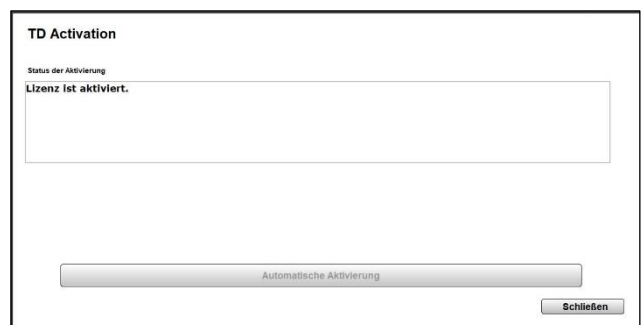 TD Activation
Status der Aktivierung
Lizenz ist aktiviert.
Automatische Aktivierung
Schließen